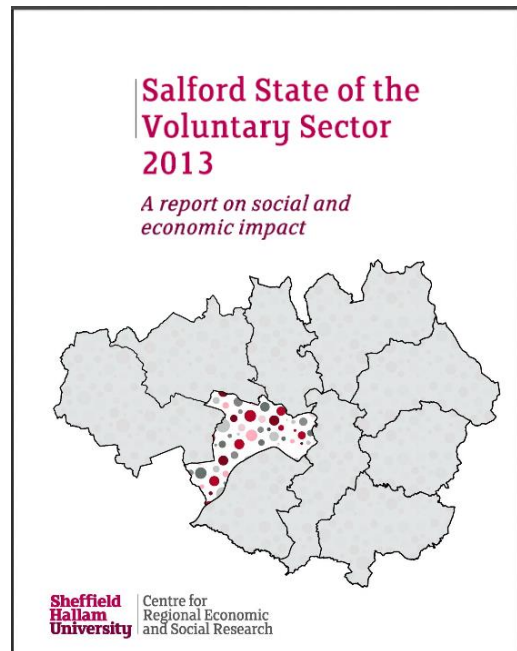 Salford State of the
Voluntary Sector
2013
A report on social and
economic impact
Sheffield
Hallam
University
Centre for
Regional Economic
and Social Research